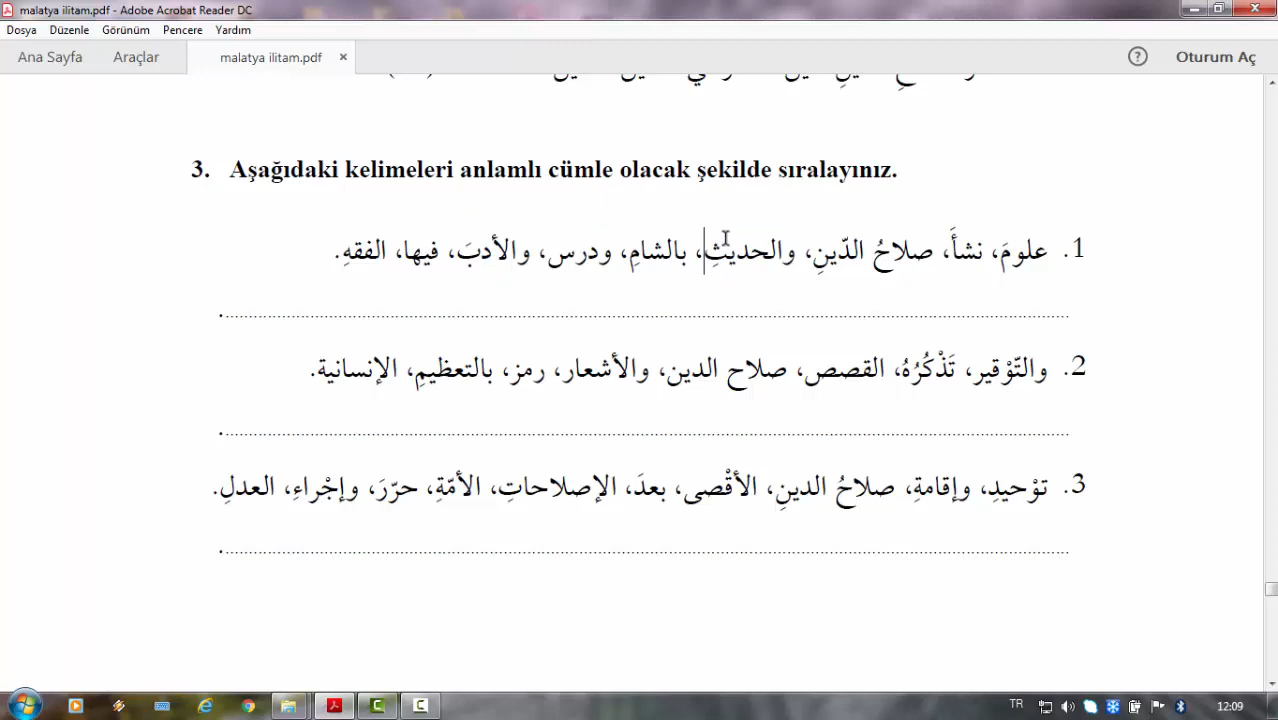 malatya ilitam.pdf - Adobe Acrobat Reader DC
Dosya Düzenle Görünüm Pencere Yardım
Ana Sayfa Araçlar malatya ilitam.pdf × ? Oturum Aç
3. Aşağıdaki kelimeleri anlamlı cümle olacak şekilde sıralayınız.
1. علومَ، نشأَ، صلاحُ الدّينِ، والحديثِ، بالشامِ، ودرس، والأدبَ، فيها، الفقهِ.
2. والتّوْقير، تَذْكُرُهُ، القصص، صلاح الدين، والأشعار، رمز، بالتعظيمِ، الإنسانية.
3. توْحيدِ، وإقامةِ، صلاحُ الدينِ، الأقْصى، بعدَ، الإصلاحاتِ، الأمّةِ، حرّرَ، وإجْراءِ، العدلِ.
TR 12:09